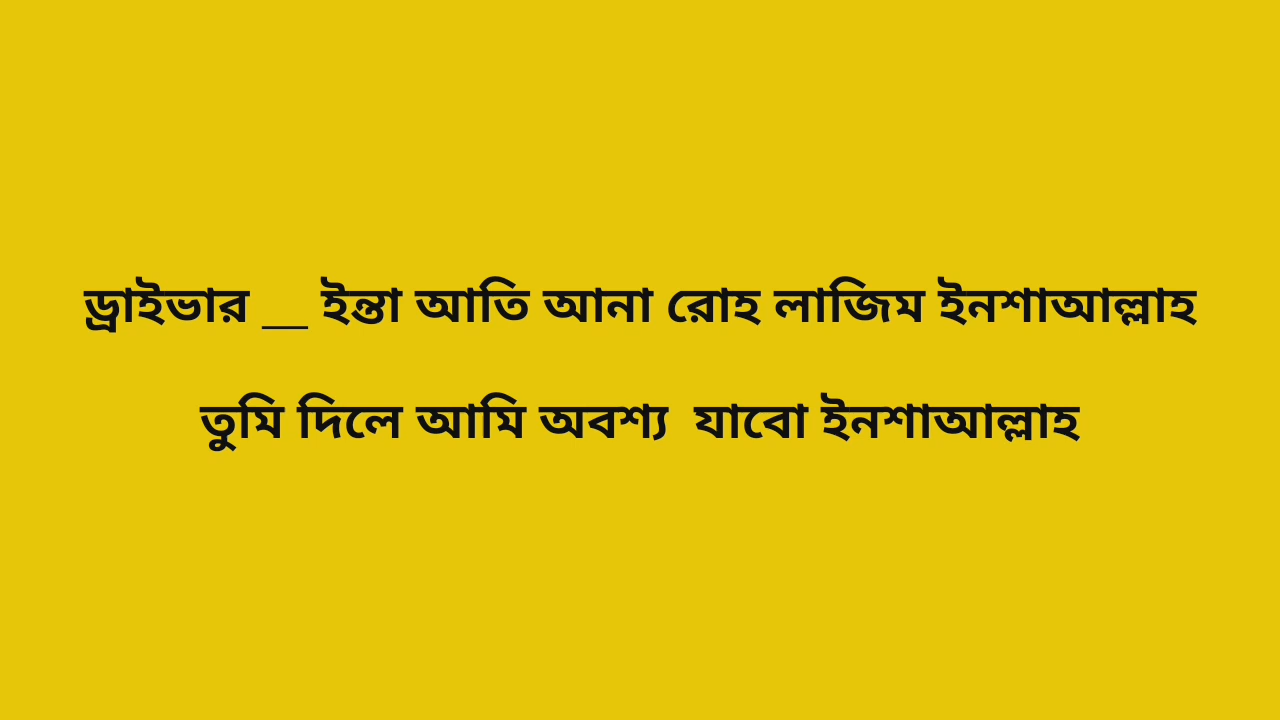 ড্রাইভার __ ইন্তা আতি আনা রোহ লাজিম ইনশাআল্লাহ
তুমি দিলে আমি অবশ্য  যাবো ইনশাআল্লাহ